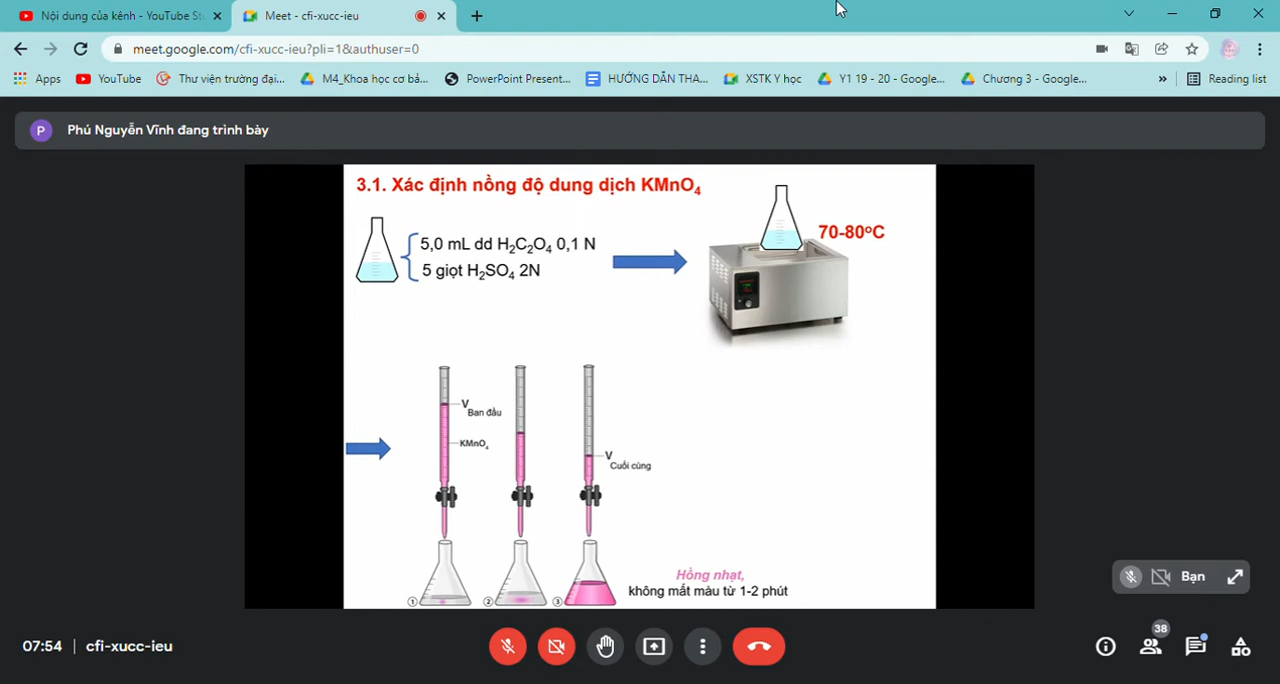 Nội dung của kênh - YouTube St
Meet - cfi-xucc-ieu
meet.google.com/cfi-xucc-ieu?pli=1&authuser=0
Apps
YouTube
Thư viện trường đại...
M4_Khoa học cơ bả...
PowerPoint Present...
HƯỚNG DẪN THA...
XSTK Y học
Y1 19 - 20 - Google...
Chương 3 - Google...
»
Reading list
P
Phú Nguyễn Vĩnh đang trình bày
3.1. Xác định nồng độ dung dịch KMnO₄
5,0 mL dd H₂C₂O₄ 0,1 N
5 giọt H₂SO₄ 2N
70-80°C
V Ban đầu
KMnO₄
V Cuối cùng
① ② ③
Hồng nhạt,
không mất màu từ 1-2 phút
Bạn
07:54 | cfi-xucc-ieu
38